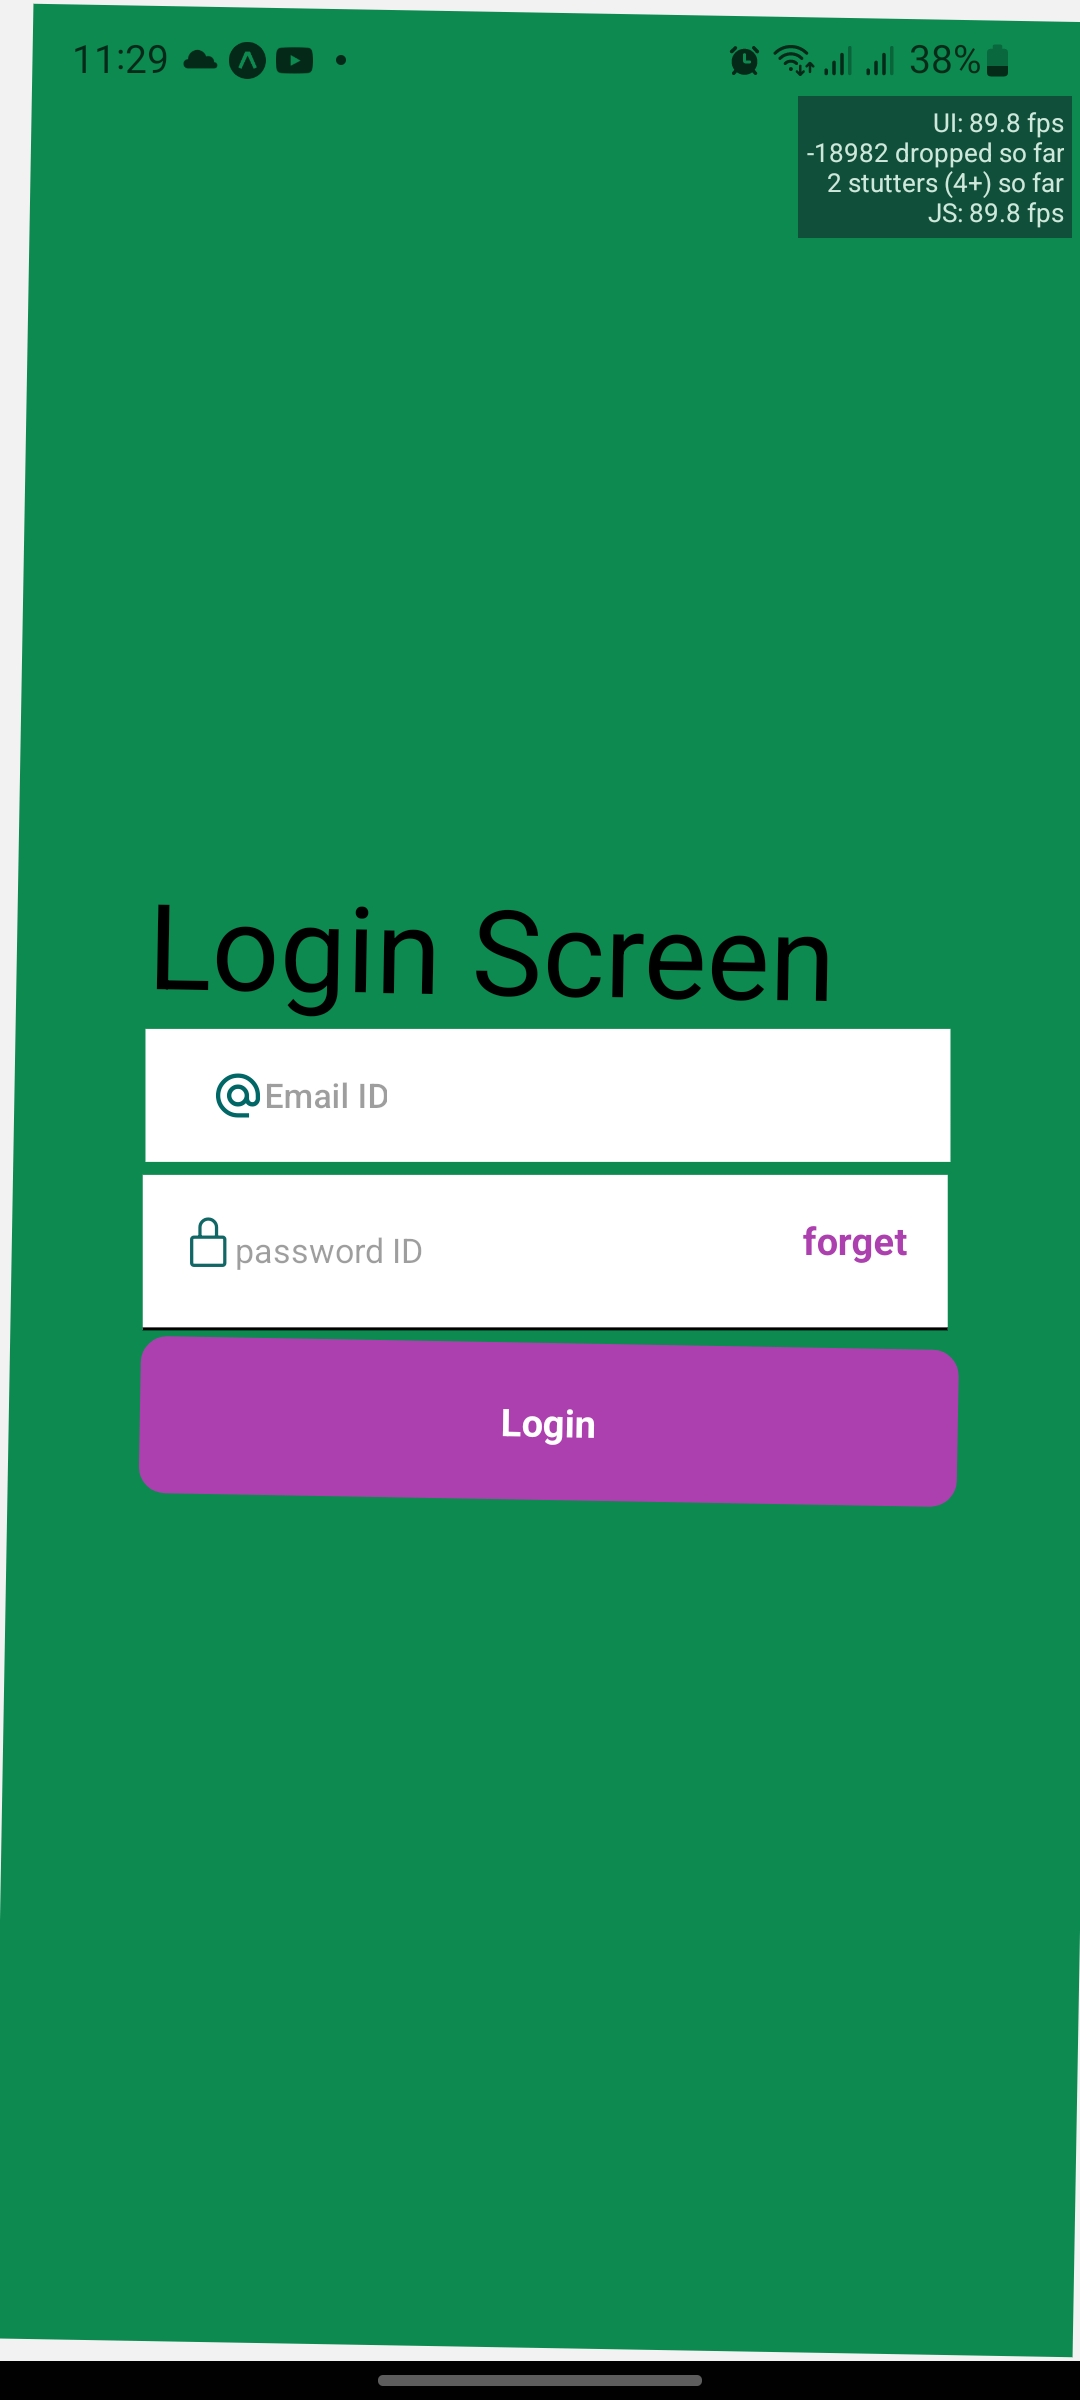 11:29
38%
UI: 89.8 fps
-18982 dropped so far
2 stutters (4+) so far
JS: 89.8 fps
Login Screen
Email ID
password ID
forget
Login